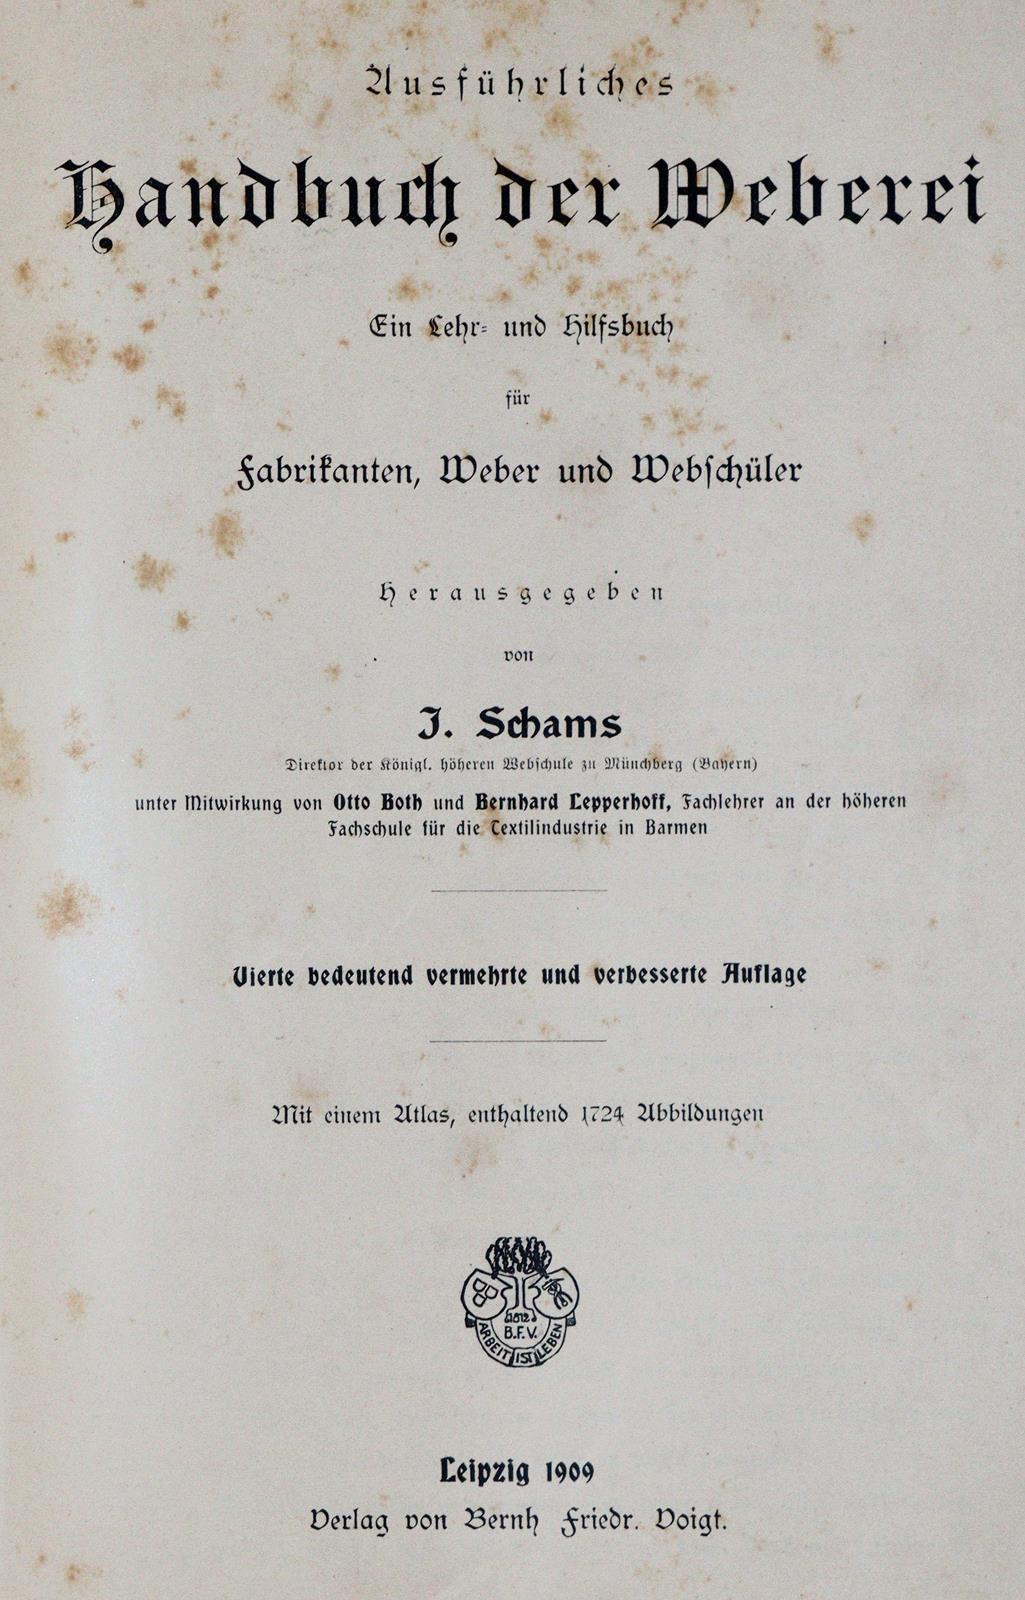 Ausführliches
Handbuch der Weberei
Ein Lehr- und Hilfsbuch
für
Fabrikanten, Weber und Webschüler
Herausgegeben
von
J. Schams
Direktor der Königl. höheren Webschule zu Münchberg (Bayern)
unter Mitwirkung von Otto Both und Bernhard Lepperhoff, Fachlehrer an der höheren
Fachschule für die Textilindustrie in Barmen
Vierte bedeutend vermehrte und verbesserte Auflage
Mit einem Atlas, enthaltend 1724 Abbildungen
1812
B.F.V.
ARBEIT IST LEBEN
Leipzig 1909
Verlag von Bernh Friedr. Voigt.